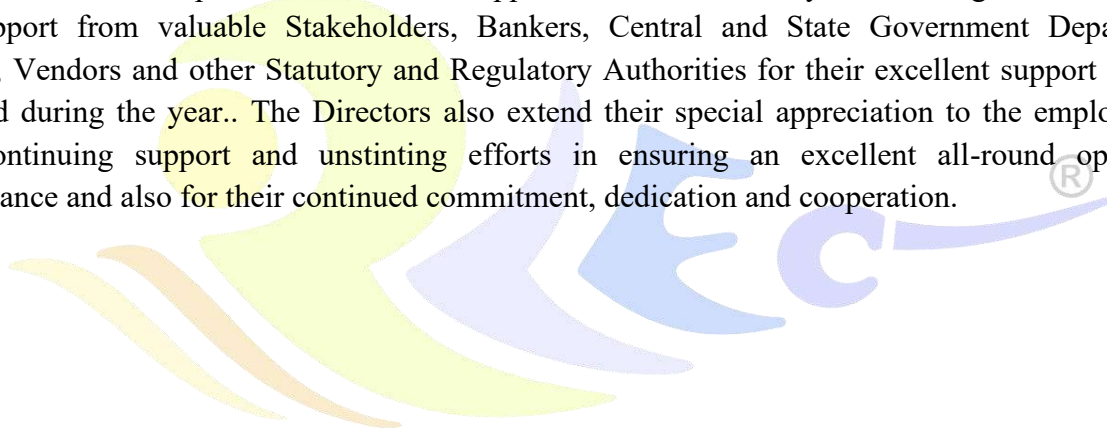 pport from valuable Stakeholders, Bankers, Central and State Government Depa
, Vendors and other Statutory and Regulatory Authorities for their excellent support
d during the year.. The Directors also extend their special appreciation to the emplo
ontinuing support and unstinting efforts in ensuring an excellent all-round op
ance and also for their continued commitment, dedication and cooperation.
®